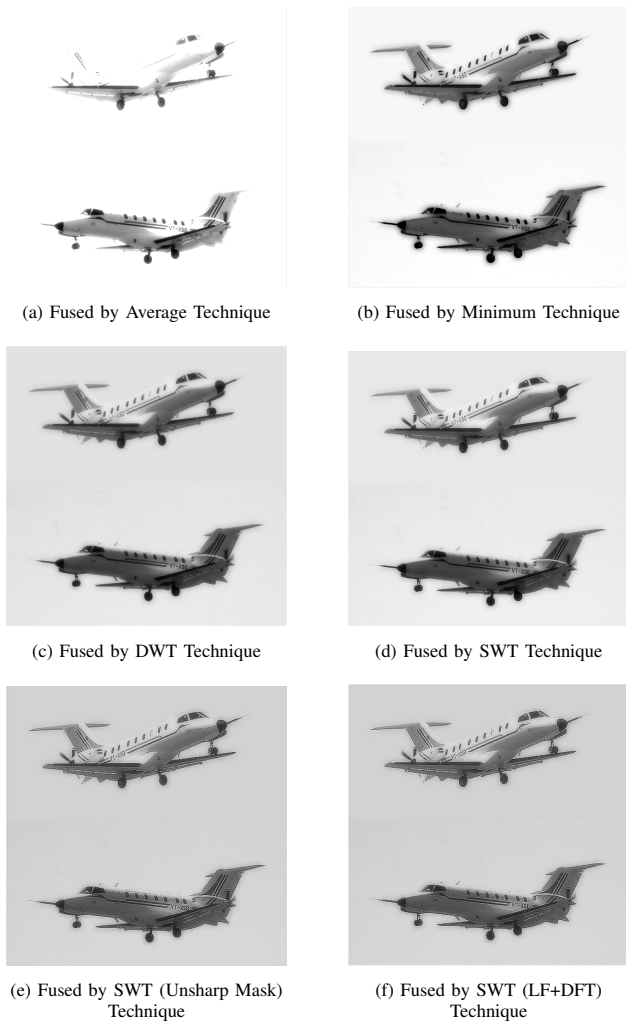 (a) Fused by Average Technique
(b) Fused by Minimum Technique
(c) Fused by DWT Technique
(d) Fused by SWT Technique
(e) Fused by SWT (Unsharp Mask)
Technique
(f) Fused by SWT (LF+DFT)
Technique